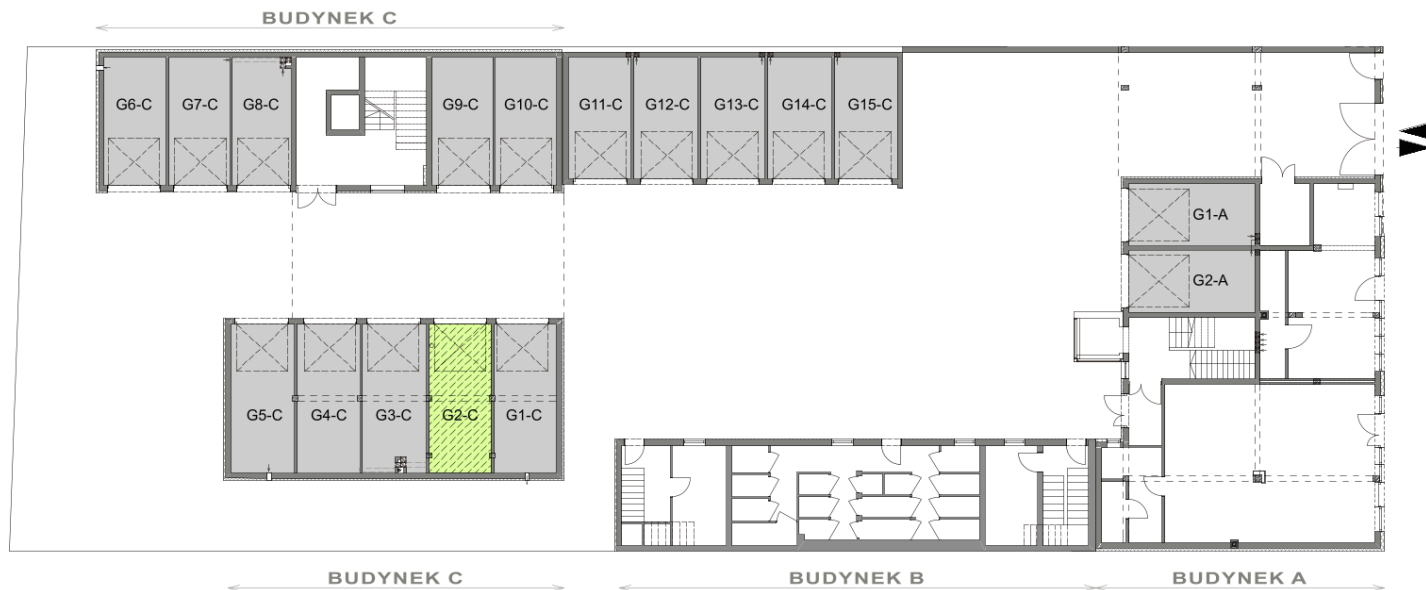 BUDYNEK C
G6-C G7-C G8-C G9-C G10-C G11-C G12-C G13-C G14-C G15-C
G1-A
G2-A
G5-C G4-C G3-C G2-C G1-C
BUDYNEK C BUDYNEK B BUDYNEK A